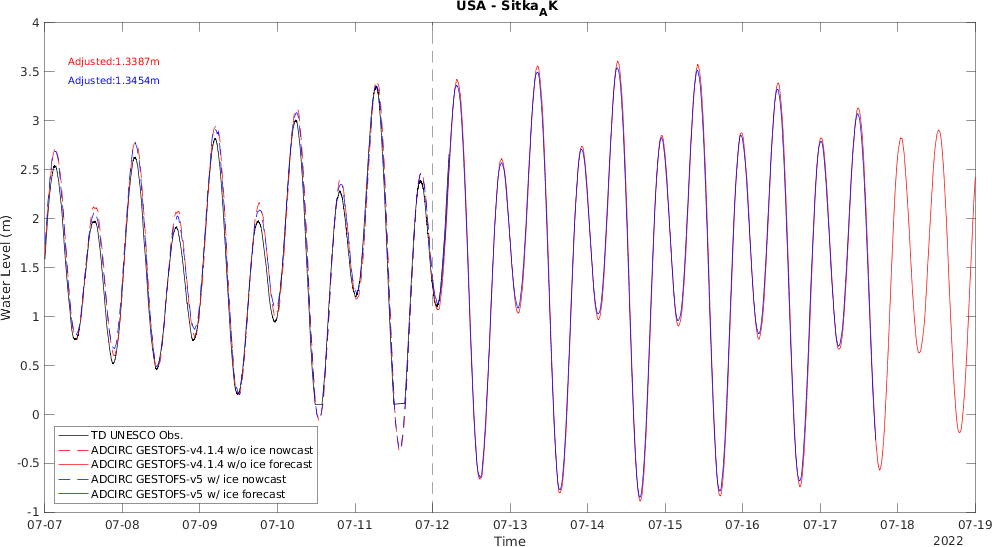 USA - Sitka_AK
Adjusted:1.3387m
Adjusted:1.3454m
Water Level (m)
4
3.5
3
2.5
2
1.5
1
0.5
0
-0.5
-1
TD UNESCO Obs.
ADCIRC GESTOFS-v4.1.4 w/o ice nowcast
ADCIRC GESTOFS-v4.1.4 w/o ice forecast
ADCIRC GESTOFS-v5 w/ ice nowcast
ADCIRC GESTOFS-v5 w/ ice forecast
07-07 07-08 07-09 07-10 07-11 07-12 07-13 07-14 07-15 07-16 07-17 07-18 07-19
Time
2022